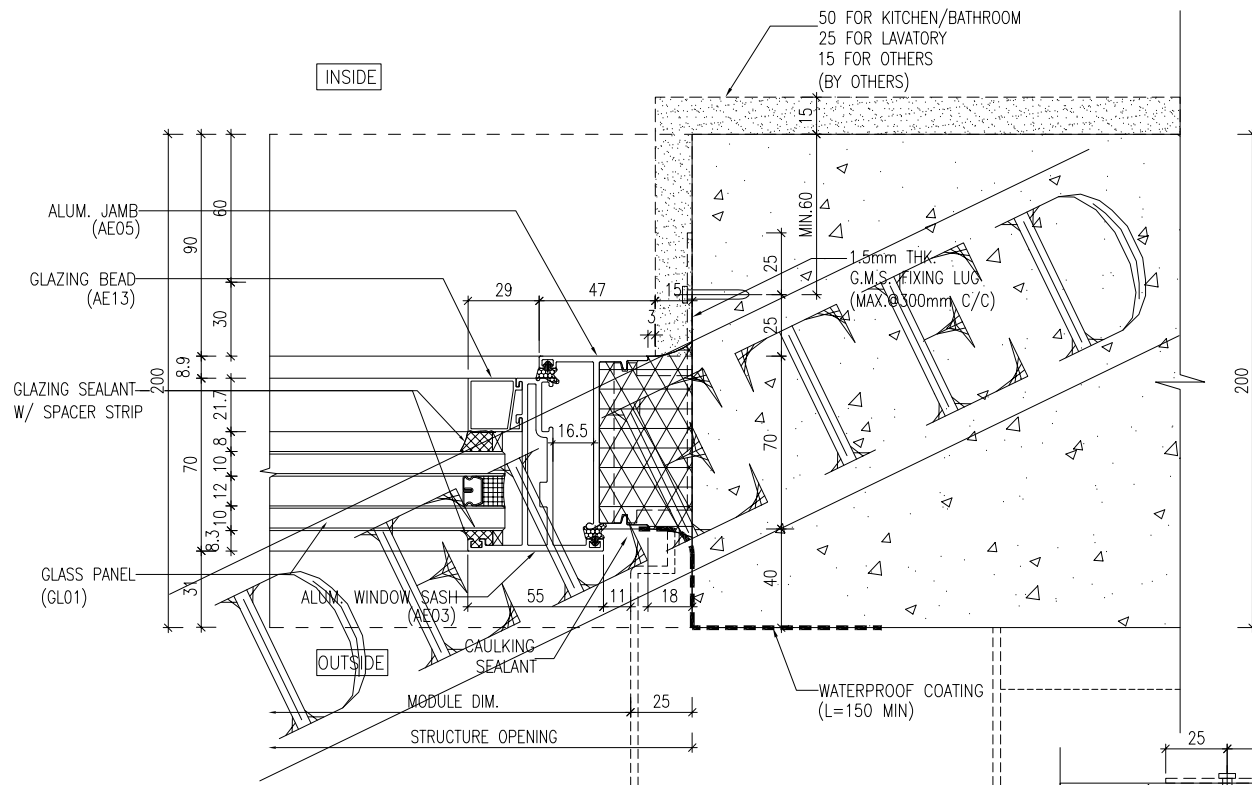 50 FOR KITCHEN/BATHROOM
25 FOR LAVATORY
15 FOR OTHERS
(BY OTHERS)
INSIDE
15
60
MIN.60
ALUM. JAMB
(AE05)
90
25
1.5mm THK.
G.M.S. FIXING LUG
(MAX.@300mm C/C)
GLAZING BEAD
(AE13)
29
47
15
30
3
25
8.9
200
200
GLAZING SEALANT
W/ SPACER STRIP
21.7
16.5
70
70
8
10
12
10
8.3
GLASS PANEL
(GL01)
31
ALUM. WINDOW SASH
(AE03)
55
11
18
40
CAULKING
SEALANT
OUTSIDE
WATERPROOF COATING
(L=150 MIN)
MODULE DIM.
25
STRUCTURE OPENING
25
DELETED